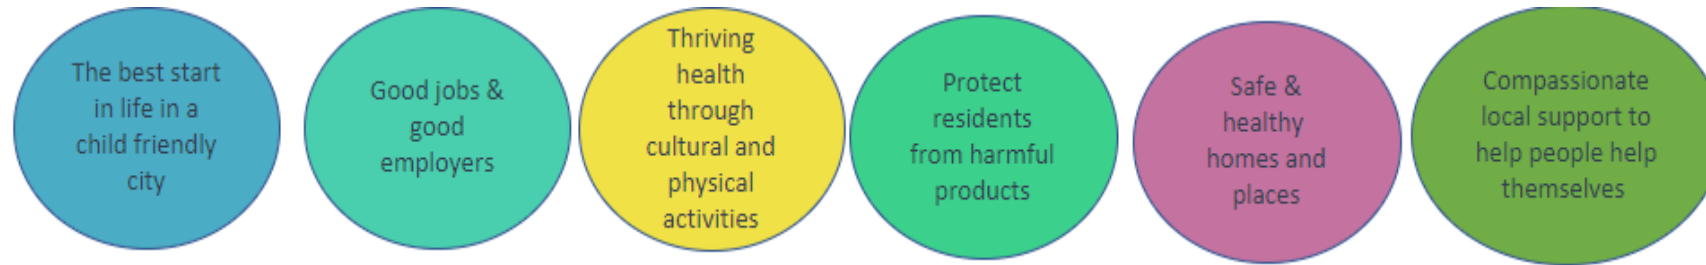 The best start
in life in a
child friendly
city
Good jobs &
good
employers
Thriving
health
through
cultural and
physical
activities
Protect
residents
from harmful
products
Safe &
healthy
homes and
places
Compassionate
local support to
help people help
themselves